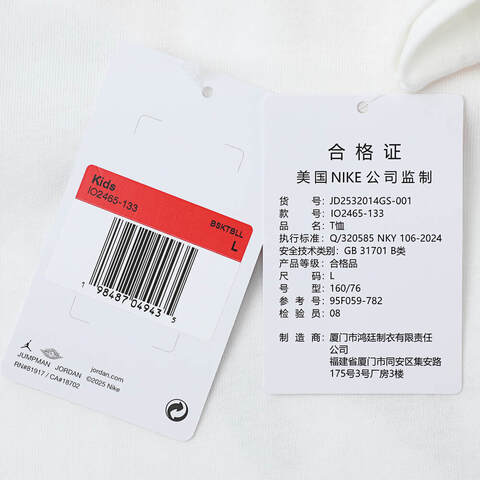 Kids
IO2465-133
BSKTBLL
L
1 98487 04943 5
JUMPMAN JORDAN
RN#81917 / CA#18702
jordan.com
©2025 Nike
合格证
美国NIKE公司监制
货 号: JD2532014GS-001
款 号: IO2465-133
品 名: T恤
执行标准: Q/320585 NKY 106-2024
安全技术类别: GB 31701 B类
产品等级: 合格品
尺 码: L
型 号: 160/76
参 考 号: 95F059-782
检 验 员: 08
制 造 商: 厦门市鸿廷制衣有限责任
公司
福建省厦门市同安区集安路
175号3号厂房3楼